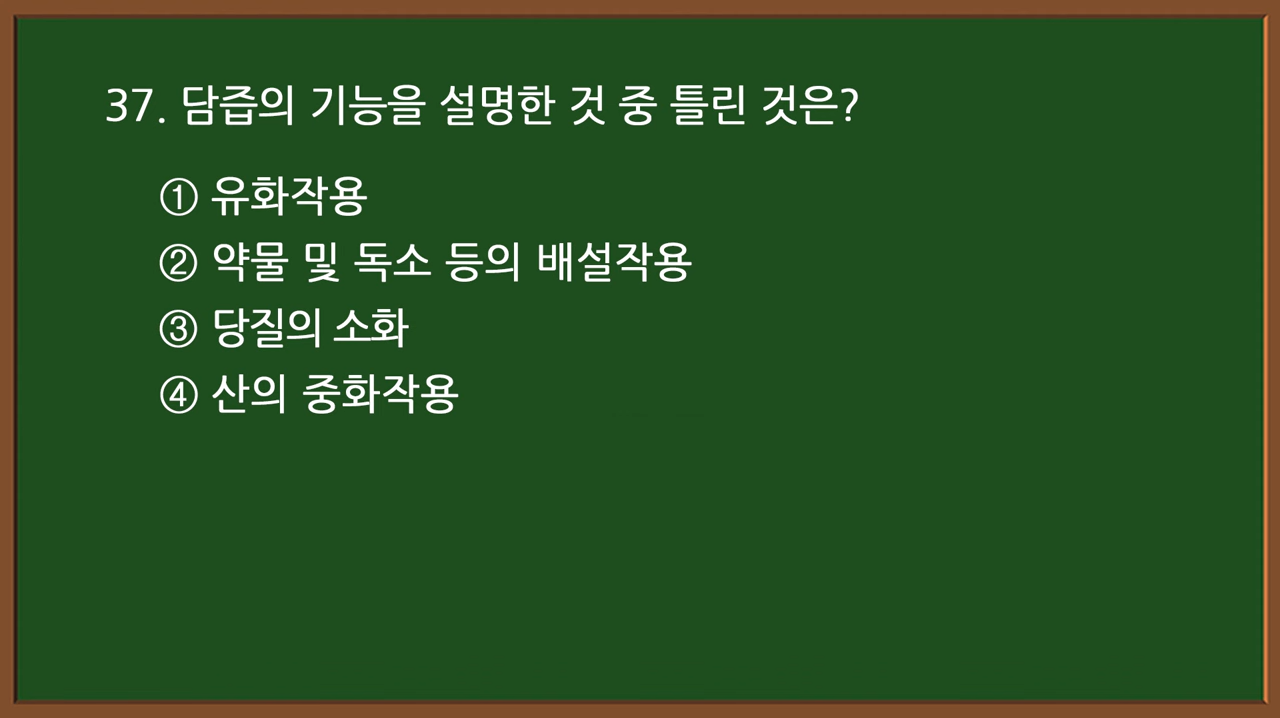 37. 담즙의 기능을 설명한 것 중 틀린 것은?
① 유화작용
② 약물 및 독소 등의 배설작용
③ 당질의 소화
④ 산의 중화작용